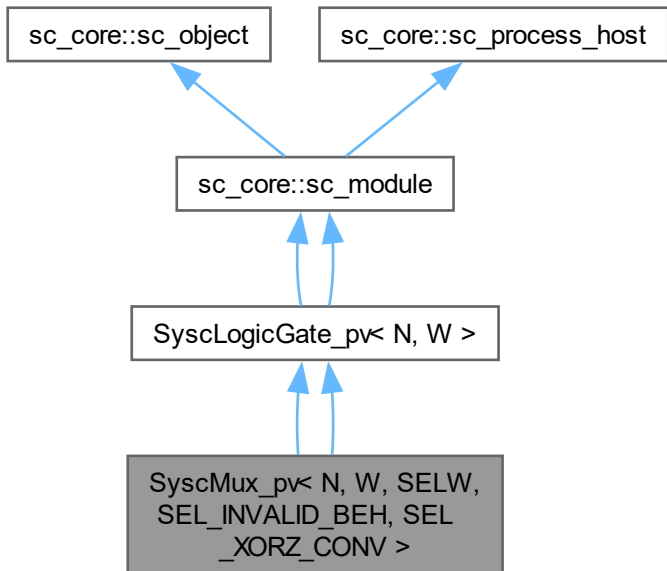 sc_core::sc_object
sc_core::sc_process_host
sc_core::sc_module
SyscLogicGate_pv< N, W >
SyscMux_pv< N, W, SELW,
SEL_INVALID_BEH, SEL
_XORZ_CONV >